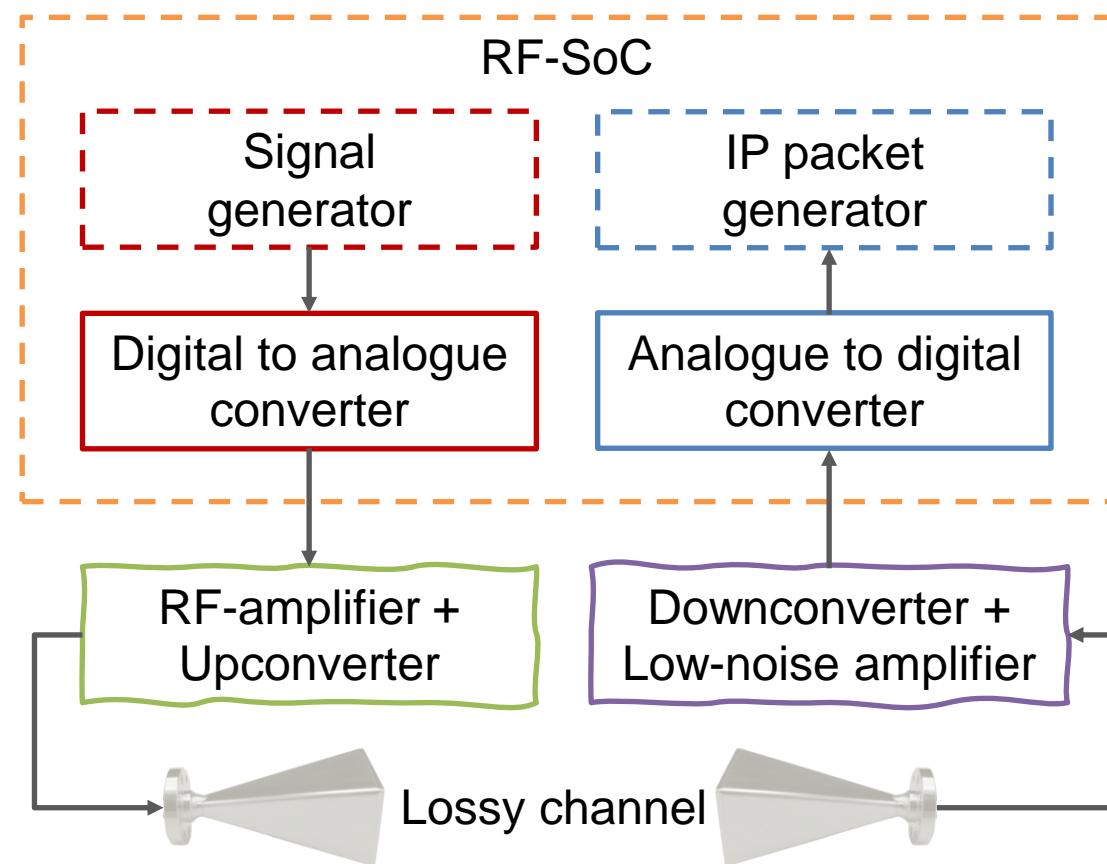 RF-SoC
Signal
generator
IP packet
generator
Digital to analogue
converter
Analogue to digital
converter
RF-amplifier +
Upconverter
Downconverter +
Low-noise amplifier
Lossy channel